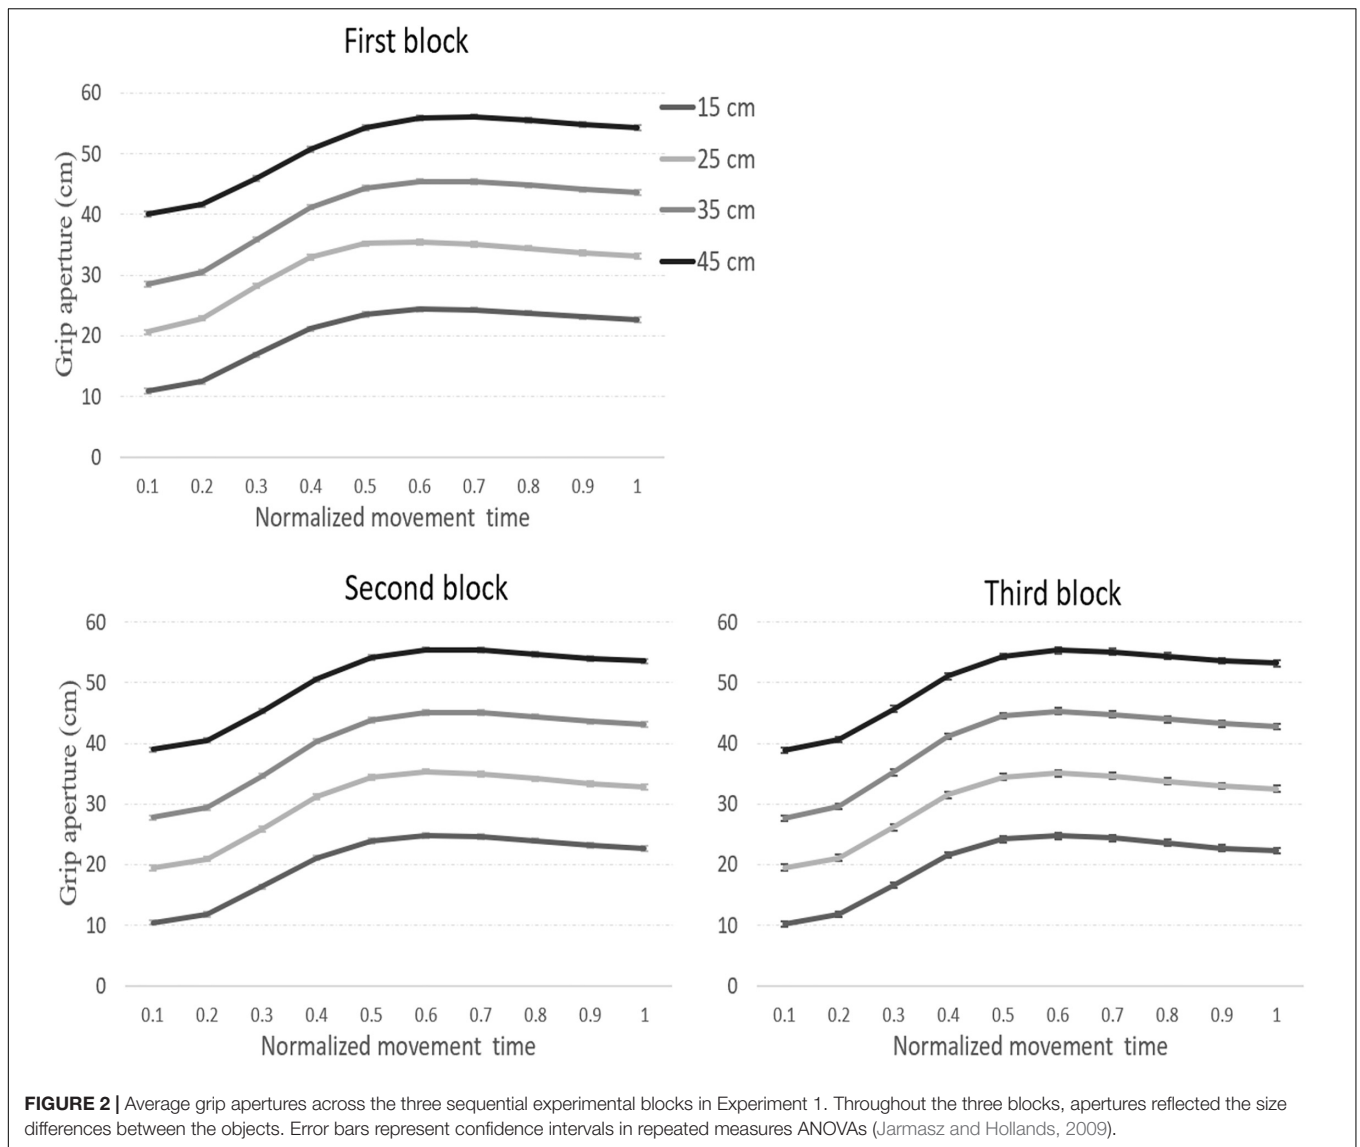 First block
60
50
40
30
20
10
0
Grip aperture (cm)
0.1 0.2 0.3 0.4 0.5 0.6 0.7 0.8 0.9 1
Normalized movement time
15 cm
25 cm
35 cm
45 cm
Second block
60
50
40
30
20
10
0
Grip aperture (cm)
0.1 0.2 0.3 0.4 0.5 0.6 0.7 0.8 0.9 1
Normalized movement time
Third block
60
50
40
30
20
10
0
0.1 0.2 0.3 0.4 0.5 0.6 0.7 0.8 0.9 1
Normalized movement time
FIGURE 2 | Average grip apertures across the three sequential experimental blocks in Experiment 1. Throughout the three blocks, apertures reflected the size
differences between the objects. Error bars represent confidence intervals in repeated measures ANOVAs (Jarmasz and Hollands, 2009).